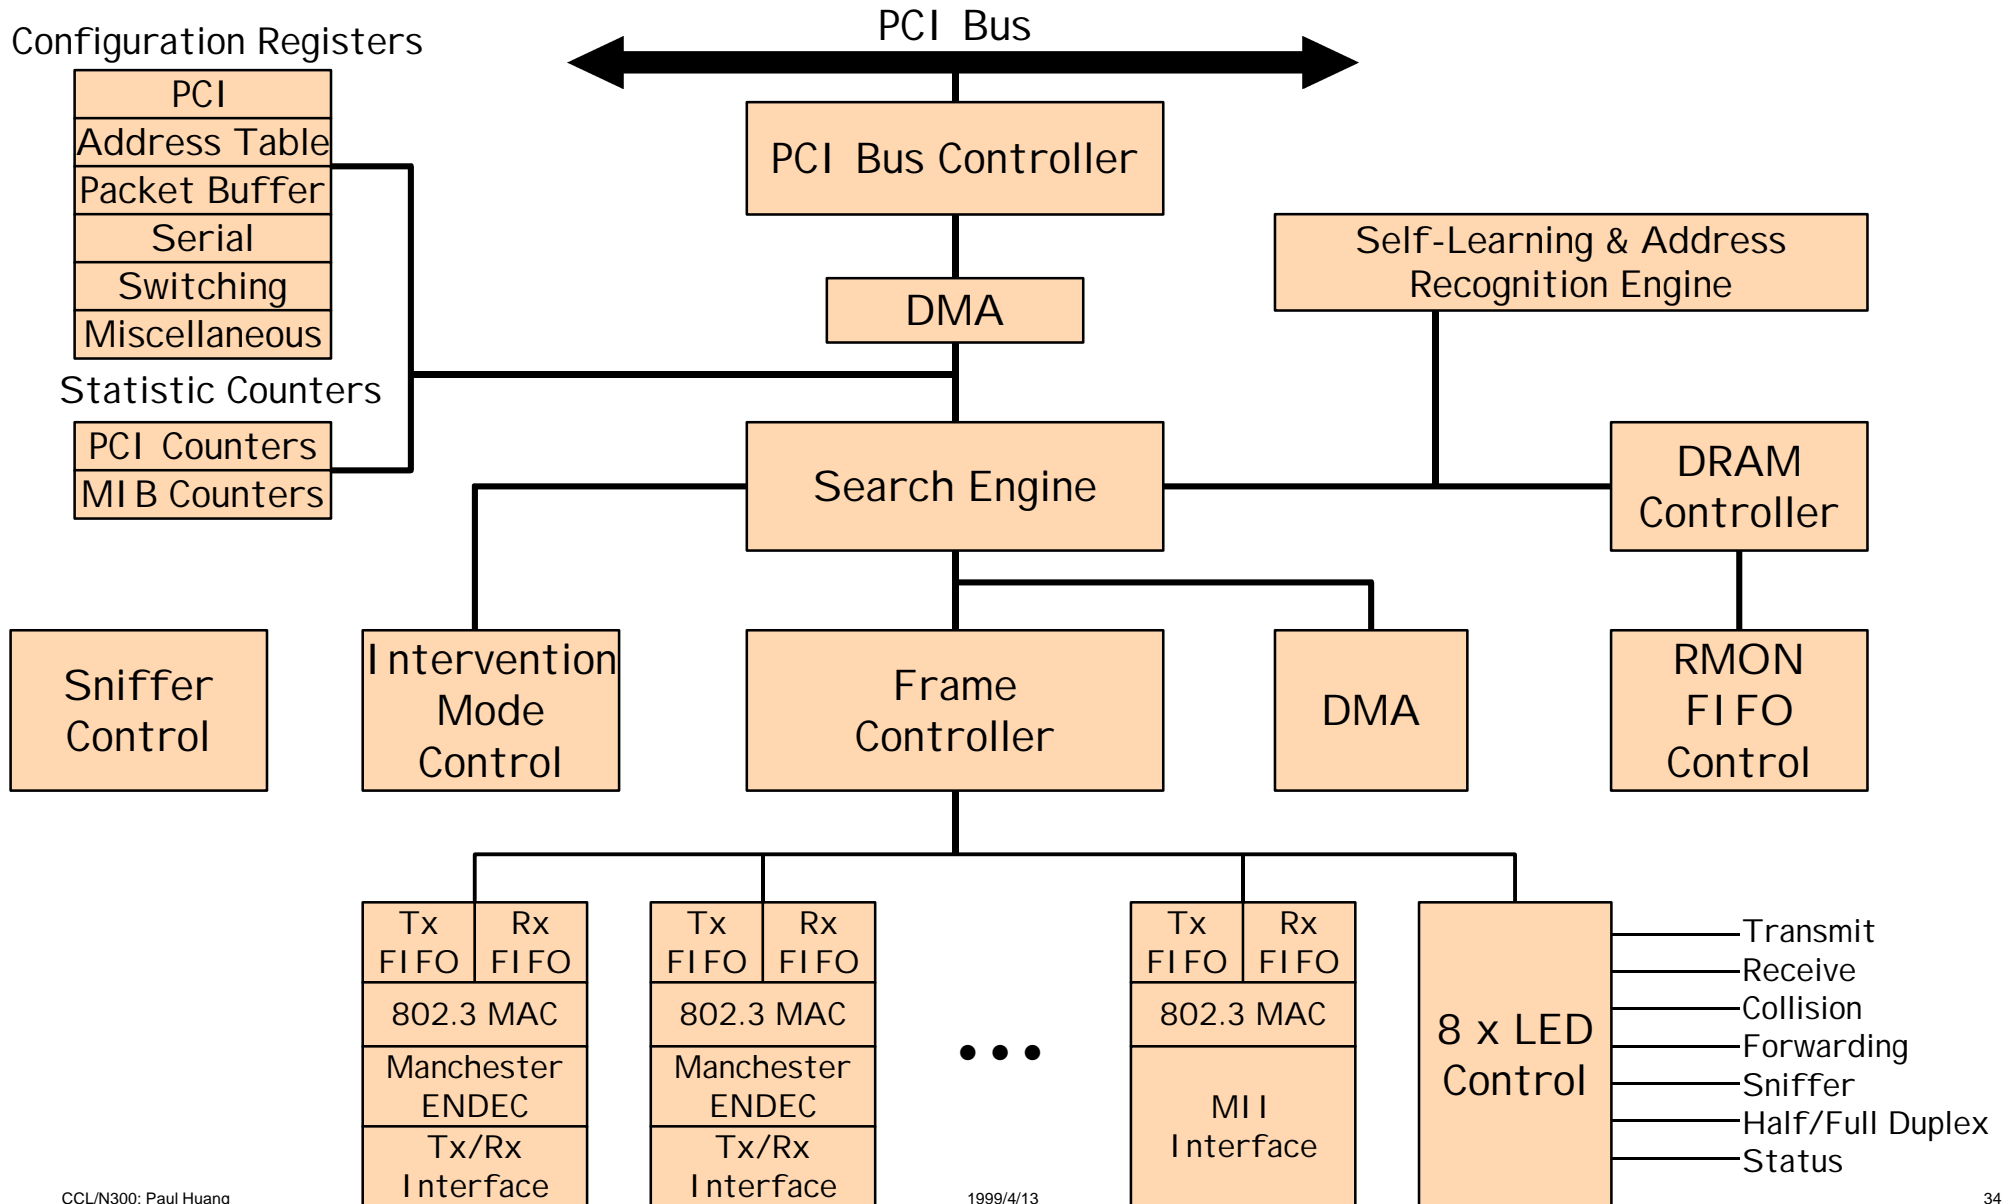 PCI Bus
Configuration Registers
PCI
Address Table
Packet Buffer
Serial
Switching
Miscellaneous
Statistic Counters
PCI Counters
MIB Counters
PCI Bus Controller
DMA
Self-Learning & Address
Recognition Engine
Search Engine
DRAM
Controller
Sniffer
Control
Intervention
Mode
Control
Frame
Controller
DMA
RMON
FIFO
Control
Tx
FIFO
Rx
FIFO
802.3 MAC
Manchester
ENDEC
Tx/Rx
Interface
Tx
FIFO
Rx
FIFO
802.3 MAC
Manchester
ENDEC
Tx/Rx
Interface
•••
Tx
FIFO
Rx
FIFO
802.3 MAC
MII
Interface
8 x LED
Control
Transmit
Receive
Collision
Forwarding
Sniffer
Half/Full Duplex
Status
CCL/N300; Paul Huang
1999/4/13
34